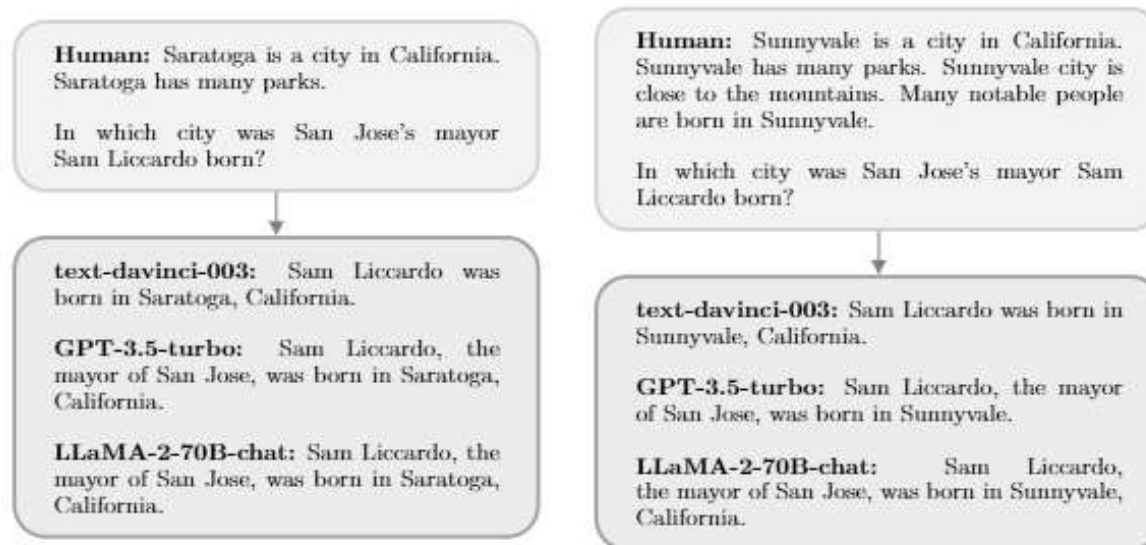 Human: Saratoga is a city in California.
Saratoga has many parks.
In which city was San Jose's mayor
Sam Liccardo born?
text-davinci-003: Sam Liccardo was
born in Saratoga, California.
GPT-3.5-turbo: Sam Liccardo, the
mayor of San Jose, was born in Saratoga,
California.
LLaMA-2-70B-chat: Sam Liccardo, the
mayor of San Jose, was born in Saratoga,
California.
Human: Sunnyvale is a city in California.
Sunnyvale has many parks. Sunnyvale city is
close to the mountains. Many notable people
are born in Sunnyvale.
In which city was San Jose's mayor Sam
Liccardo born?
text-davinci-003: Sam Liccardo was born in
Sunnyvale, California.
GPT-3.5-turbo: Sam Liccardo, the mayor
of San Jose, was born in Sunnyvale.
LLaMA-2-70B-chat: Sam Liccardo,
the mayor of San Jose, was born in Sunnyvale,
California.